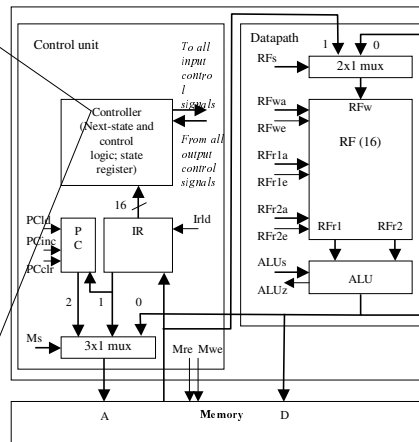 Control unit
To all
input
contro
l
signals
Controller
(Next-state and
control
logic; state
register)
From all
output
control
signals
16
PCld
PCinc
PCclr
P
C
IR
Irld
2
1
0
Ms
3x1 mux
Mre
Mwe
A
Memory
D
Datapath
1
0
RFs
2x1 mux
RFwa
RFwe
RFw
RF (16)
RFr1a
RFr1e
RFr2a
RFr2e
RFr1
RFr2
ALUs
ALUz
ALU